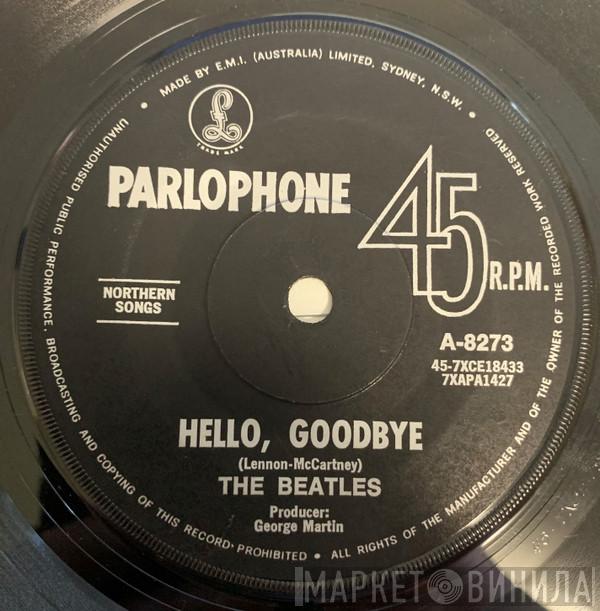 UNAUTHORISED PUBLIC PERFORMANCE, BROADCASTING AND COPYING OF THIS RECORD PROHIBITED • ALL RIGHTS OF THE MANUFACTURER AND OF THE OWNER OF THE RECORDED WORK RESERVED • MADE BY E.M.I. (AUSTRALIA) LIMITED, SYDNEY, N.S.W. •
£
TRADE MARK
PARLOPHONE
45 R.P.M.
NORTHERN
SONGS
A-8273
45-7XCE18433
7XAPA1427
HELLO, GOODBYE
(Lennon-McCartney)
THE BEATLES
Producer:
George Martin
МАРКЕТ ВИНИЛА